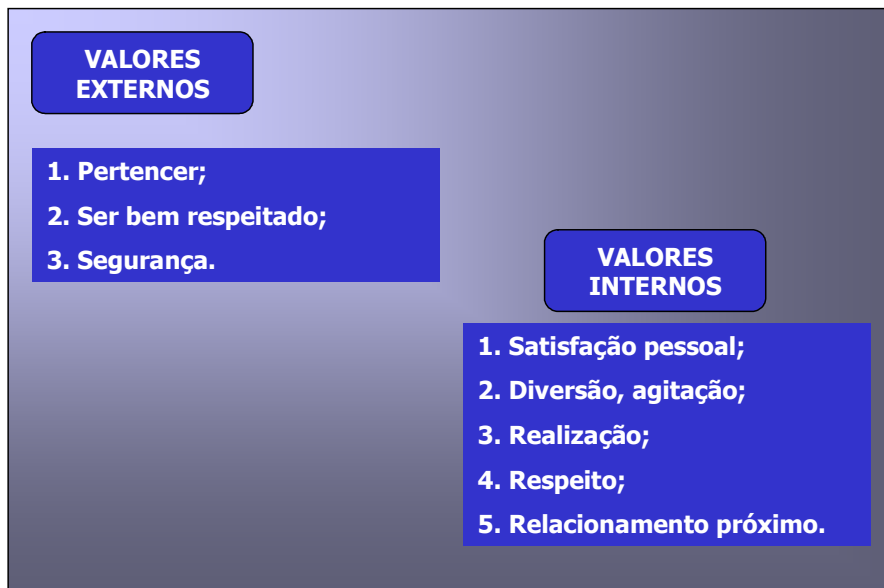 VALORES
EXTERNOS
1. Pertencer;
2. Ser bem respeitado;
3. Segurança.
VALORES
INTERNOS
1. Satisfação pessoal;
2. Diversão, agitação;
3. Realização;
4. Respeito;
5. Relacionamento próximo.